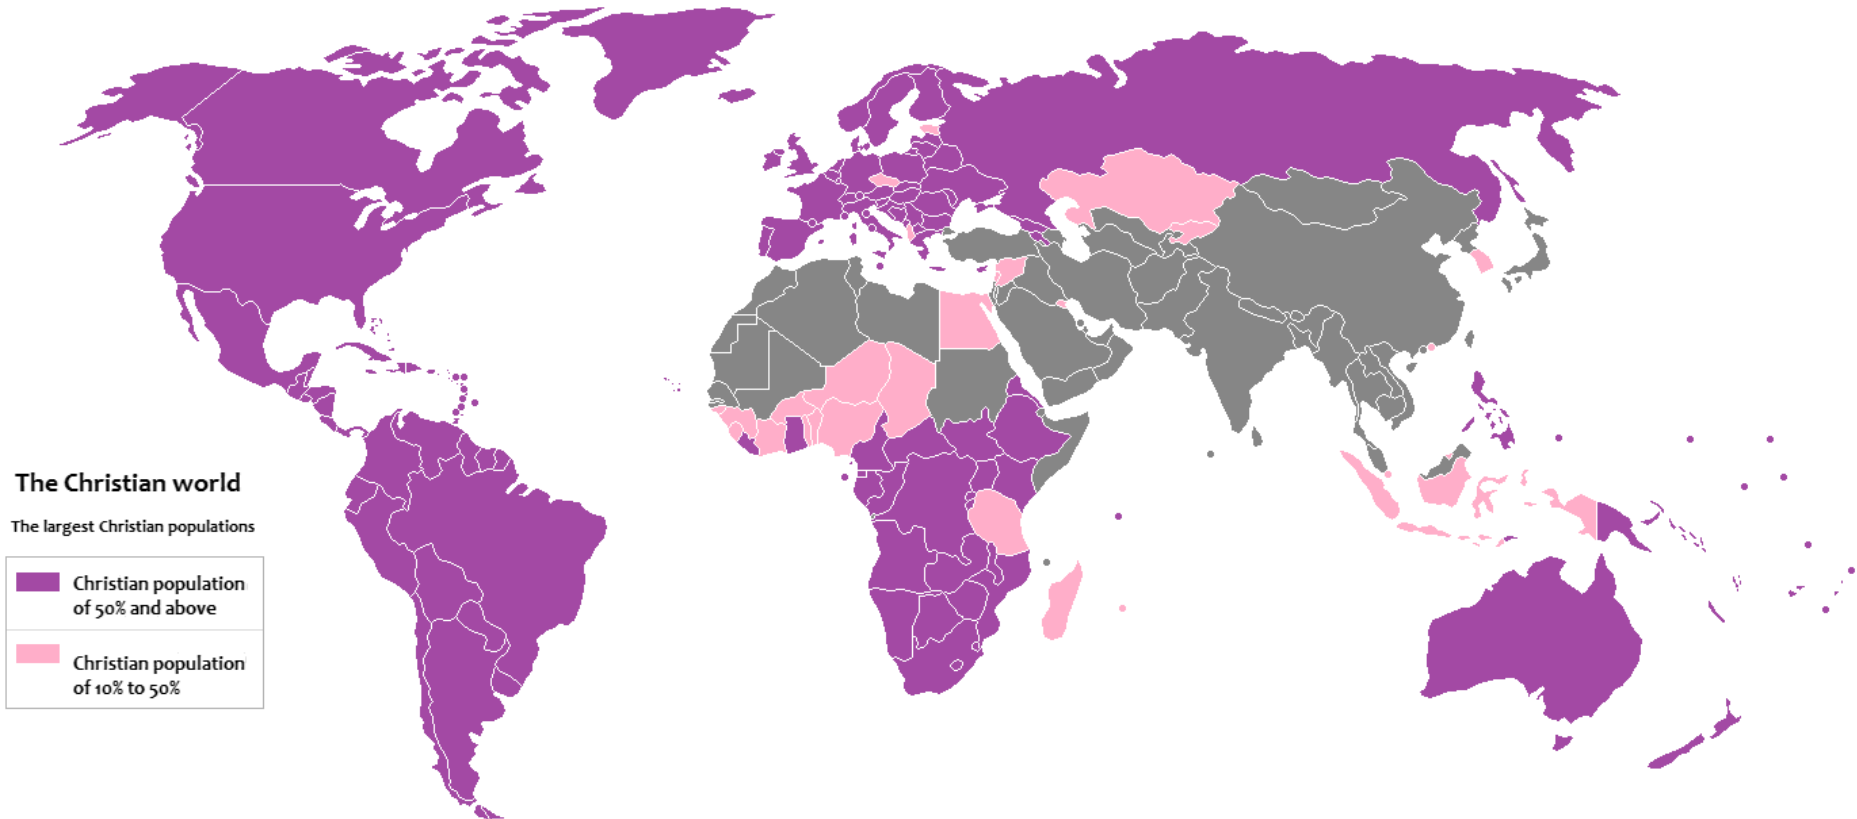 The Christian world
The largest Christian populations
Christian population
of 50% and above
Christian population
of 10% to 50%